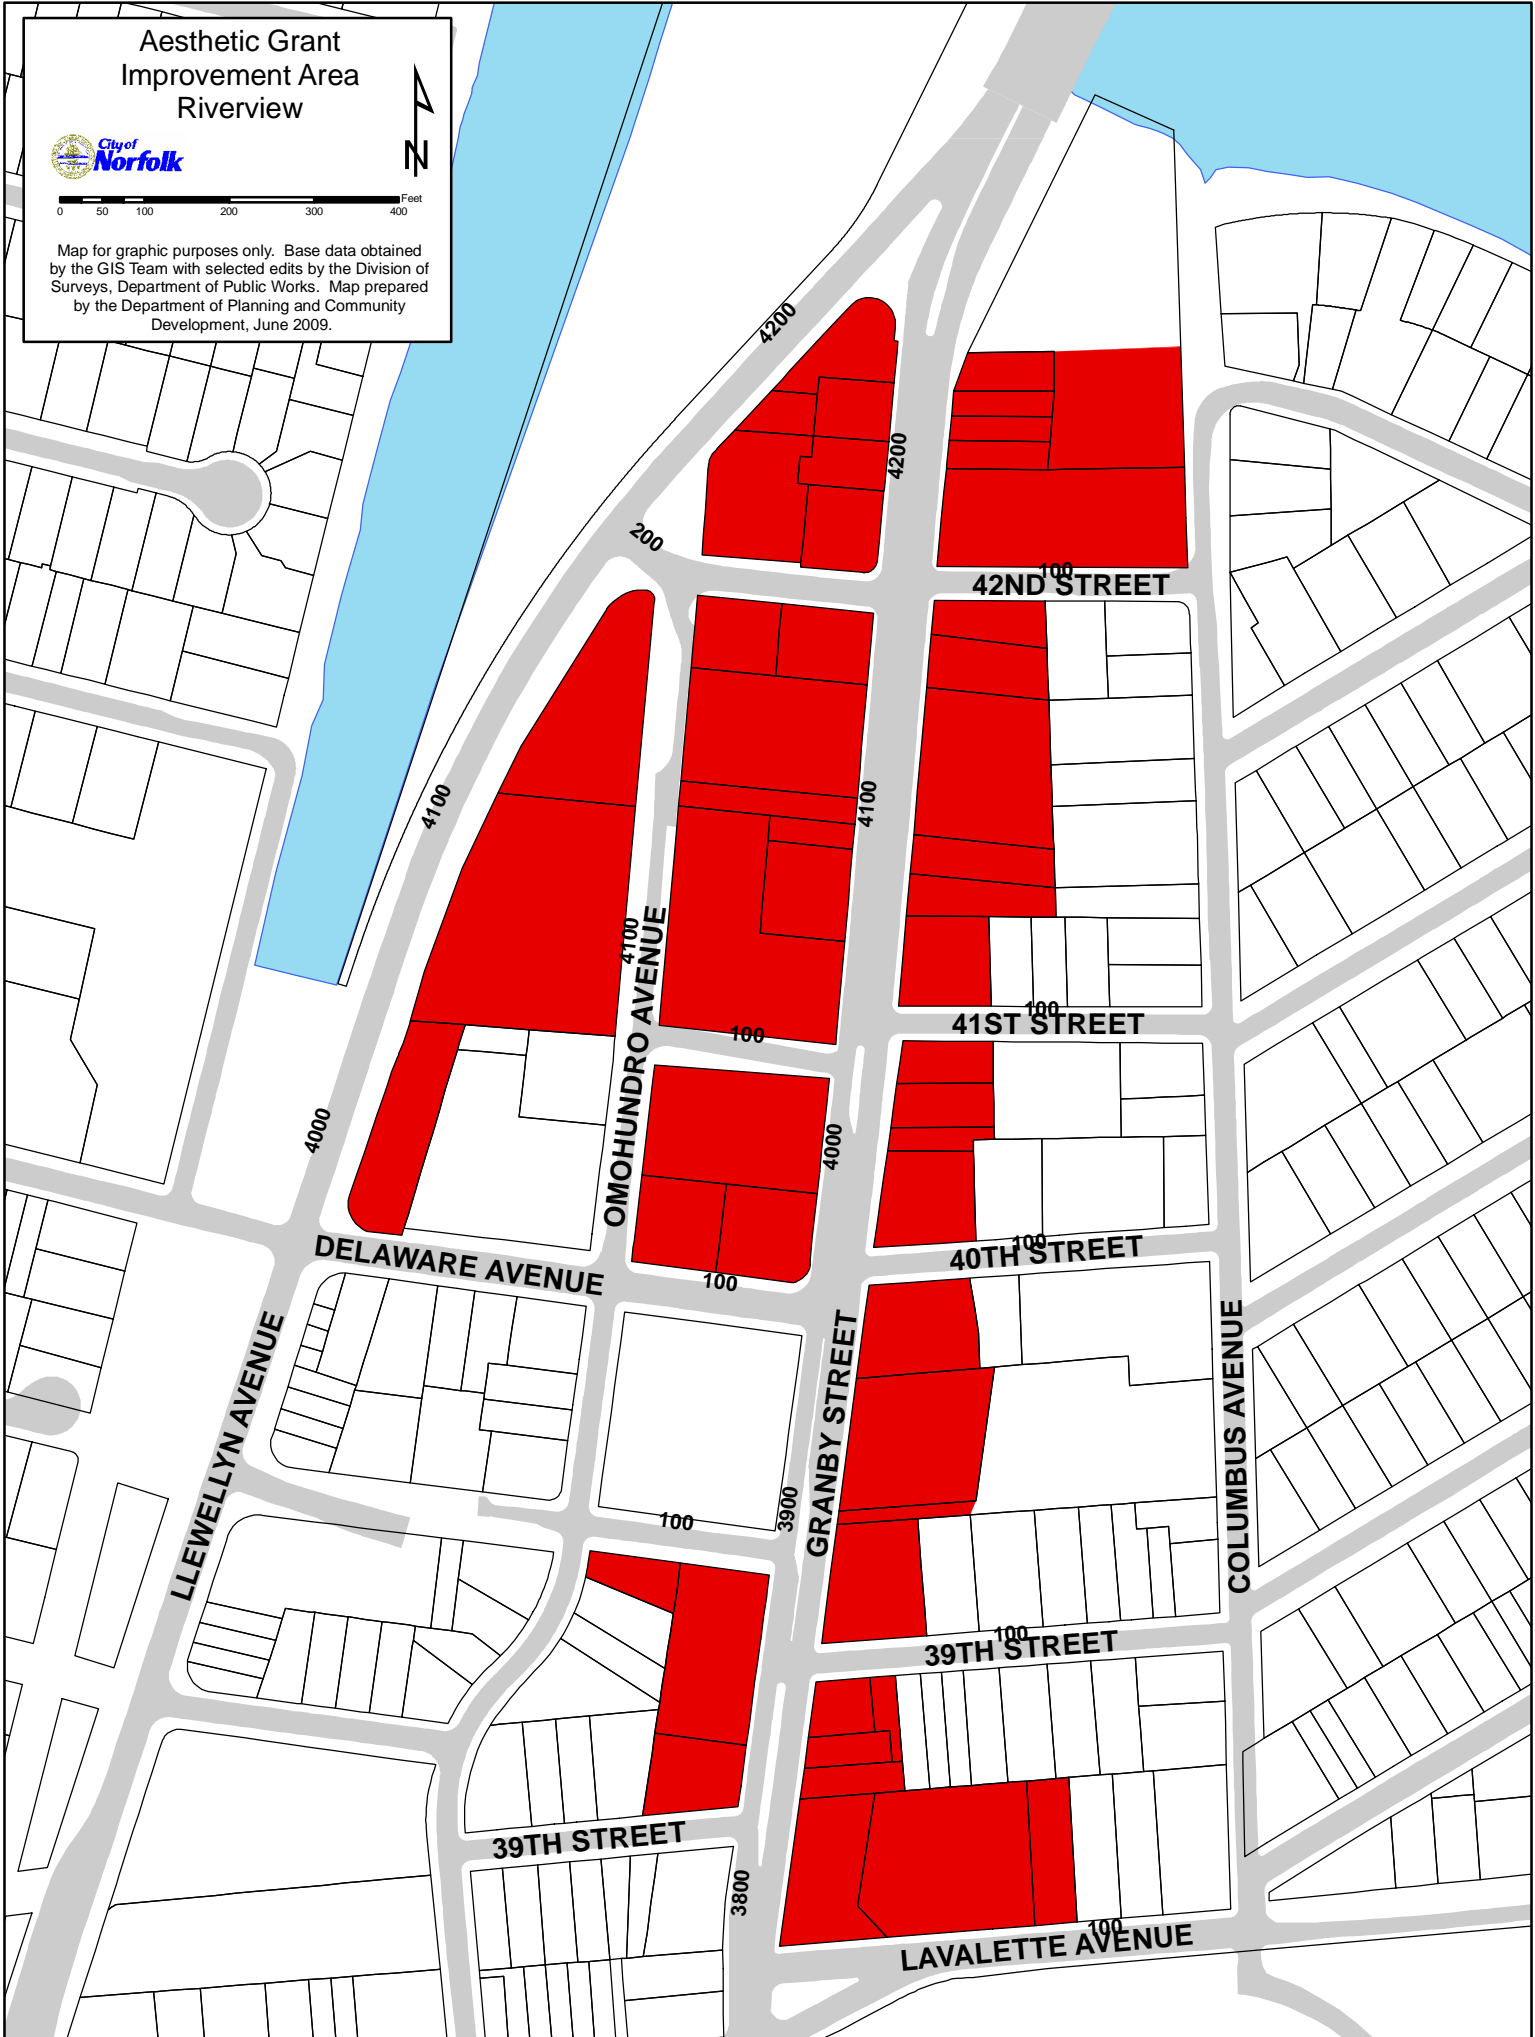 Aesthetic Grant
Improvement Area
Riverview
City of
Norfolk
N
Feet
0 50 100 200 300 400
Map for graphic purposes only. Base data obtained
by the GIS Team with selected edits by the Division of
Surveys, Department of Public Works. Map prepared
by the Department of Planning and Community
Development, June 2009.
4200
4200
200
100
42ND STREET
4100
4100
4100
OMOHUNDRO AVENUE
100
41ST STREET
100
4000
4000
100
40TH STREET
DELAWARE AVENUE
100
LLEWELLYN AVENUE
GRANBY STREET
COLUMBUS AVENUE
3900
100
100
39TH STREET
39TH STREET
3800
100
LAVALETTE AVENUE